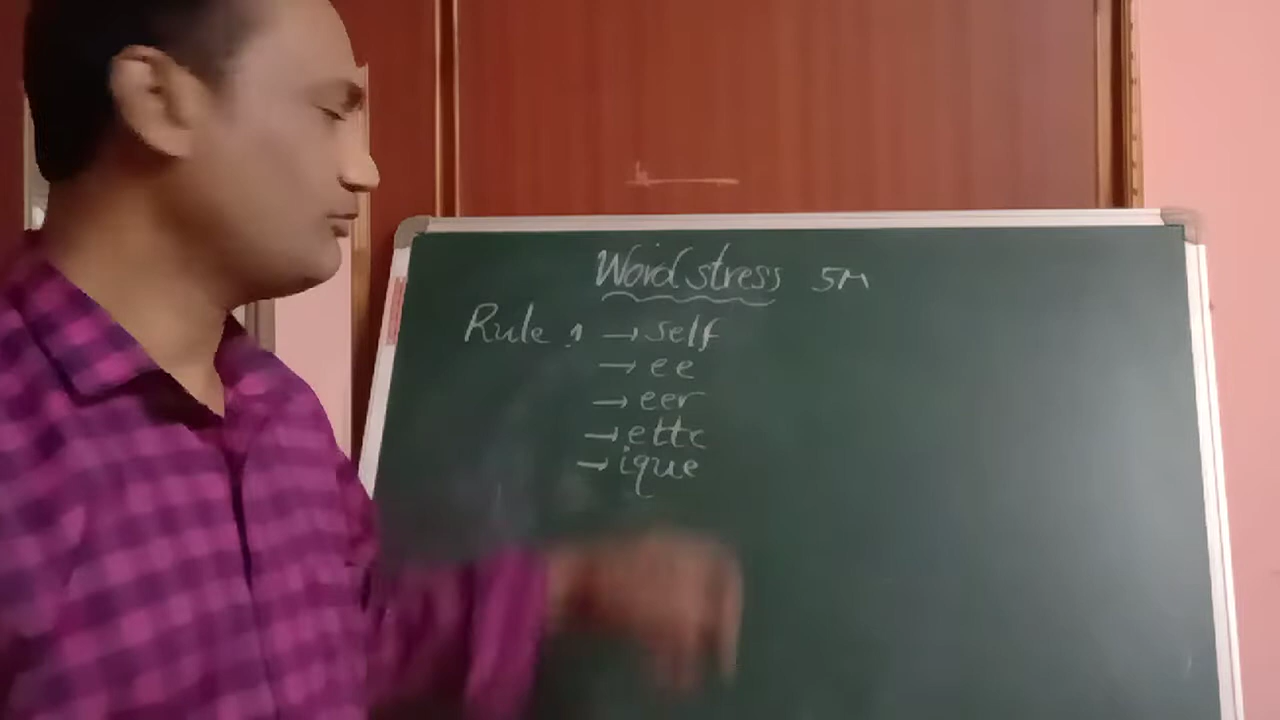 Word stress 5M
Rule 1 → self
→ ee
→ eer
→ ette
→ ique